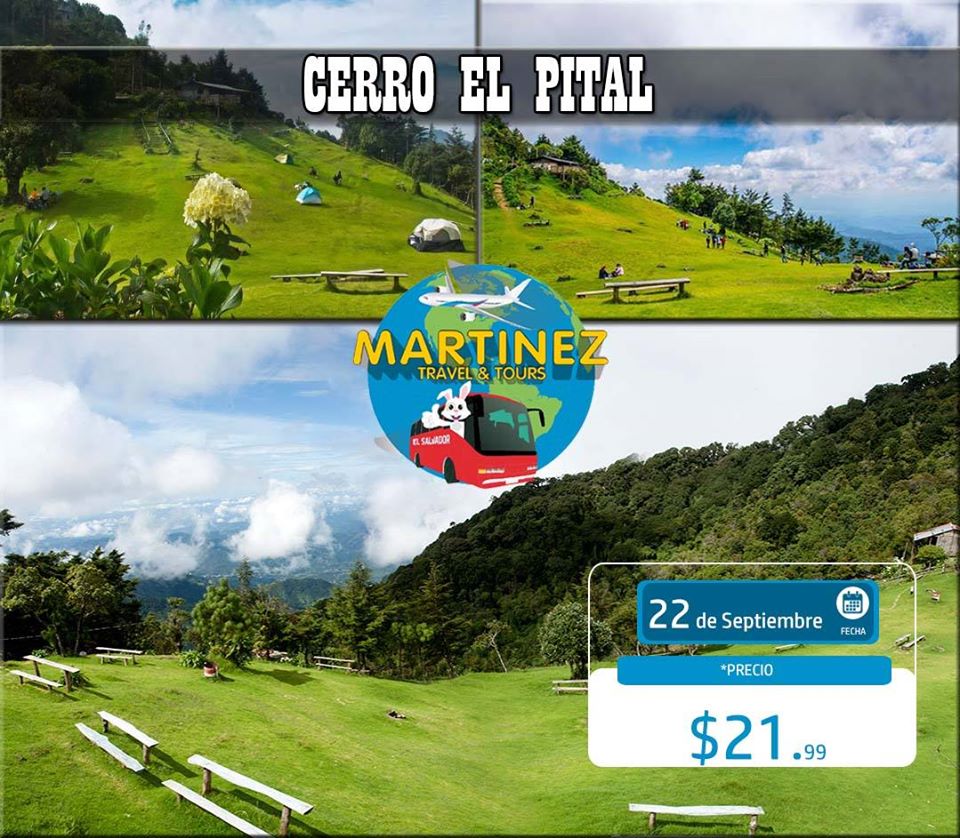 CERRO EL PITAL
MARTINEZ
TRAVEL & TOURS
EL SALVADOR
22 de Septiembre
FECHA
*PRECIO
$21.99